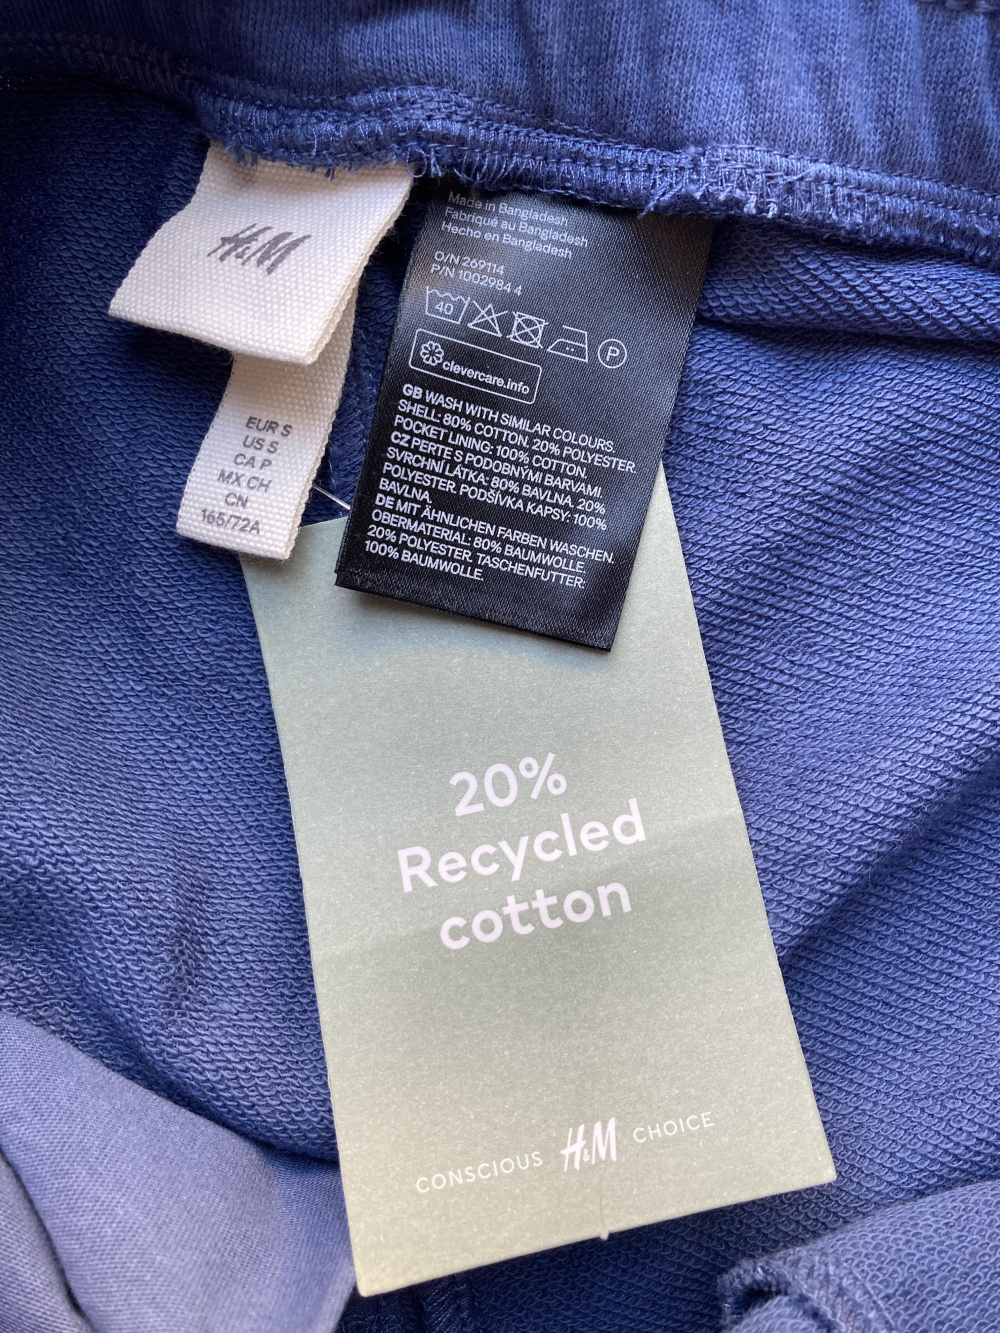 H&M
EUR S
US S
CA P
MX CH
CN
165/72A
Made in Bangladesh
Fabriqué au Bangladesh
Hecho en Bangladesh
O/N 269114
P/N 1002984 4
40
P
clevercare.info
GB WASH WITH SIMILAR COLOURS.
SHELL: 80% COTTON. 20% POLYESTER
POCKET LINING: 100% COTTON.
CZ PERTE S PODOBNÝMI BARVAMI.
SVRCHNÍ LÁTKA: 80% BAVLNA. 20%
POLYESTER. PODŠÍVKA KAPSY: 100%
BAVLNA.
DE MIT ÄHNLICHEN FARBEN WASCHEN.
OBERMATERIAL: 80% BAUMWOLLE.
20% POLYESTER. TASCHENFUTTER:
100% BAUMWOLLE.
20%
Recycled
cotton
CONSCIOUS H&M CHOICE